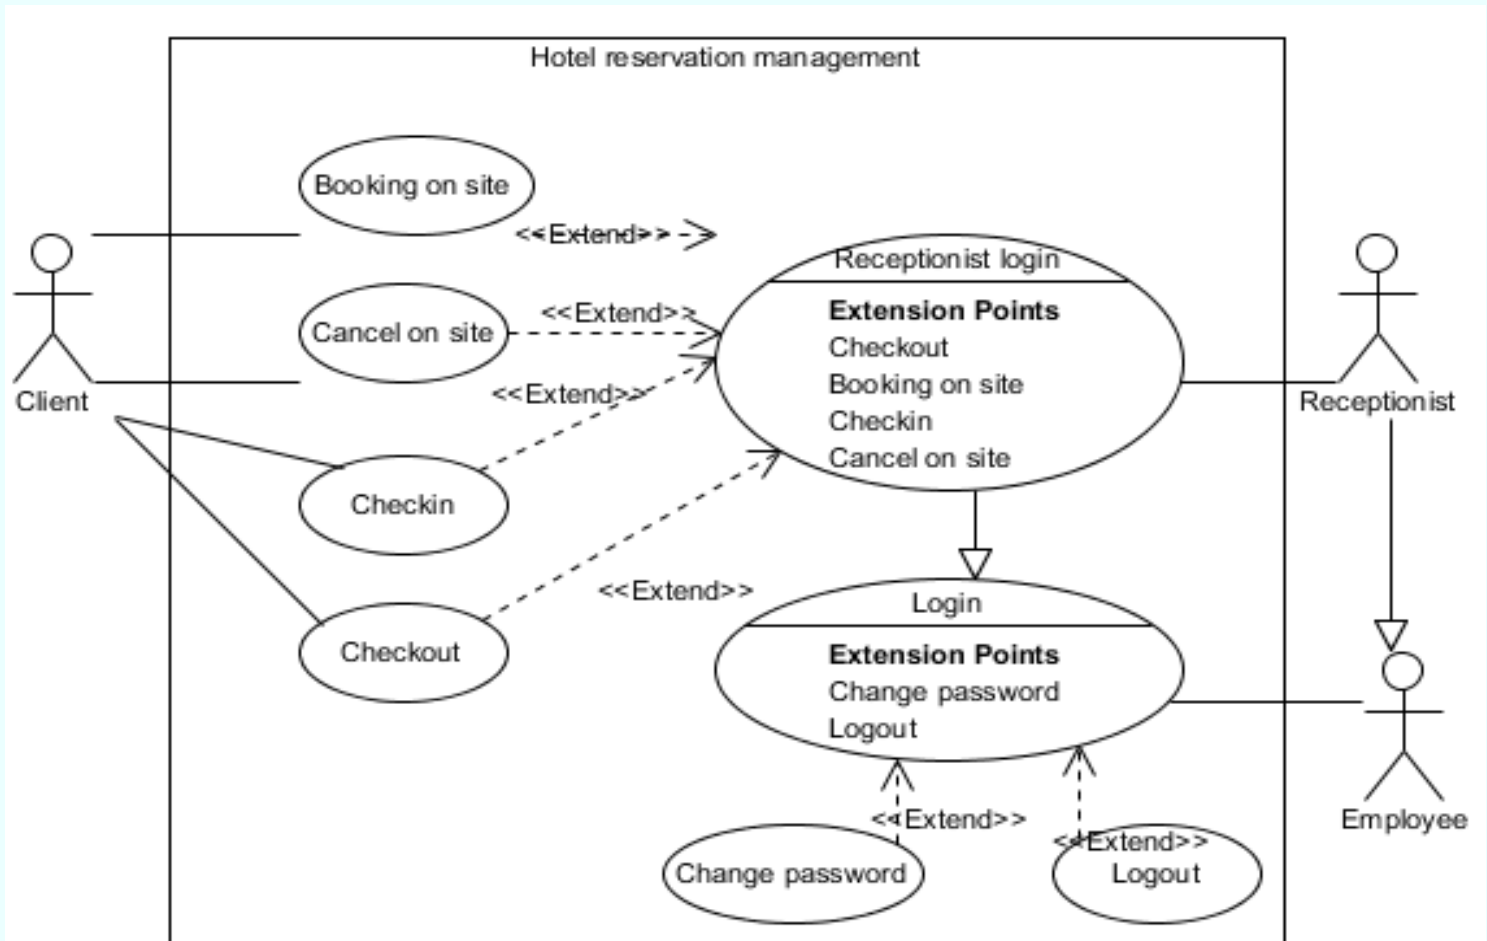 Hotel reservation management
Booking on site
<<Extend>>
Receptionist login
Extension Points
Checkout
Booking on site
Checkin
Cancel on site
<<Extend>>
Cancel on site
<<Extend>>
Client
Receptionist
Checkin
<<Extend>>
Checkout
Login
Extension Points
Change password
Logout
<<Extend>>
<<Extend>>
Change password
Logout
Employee